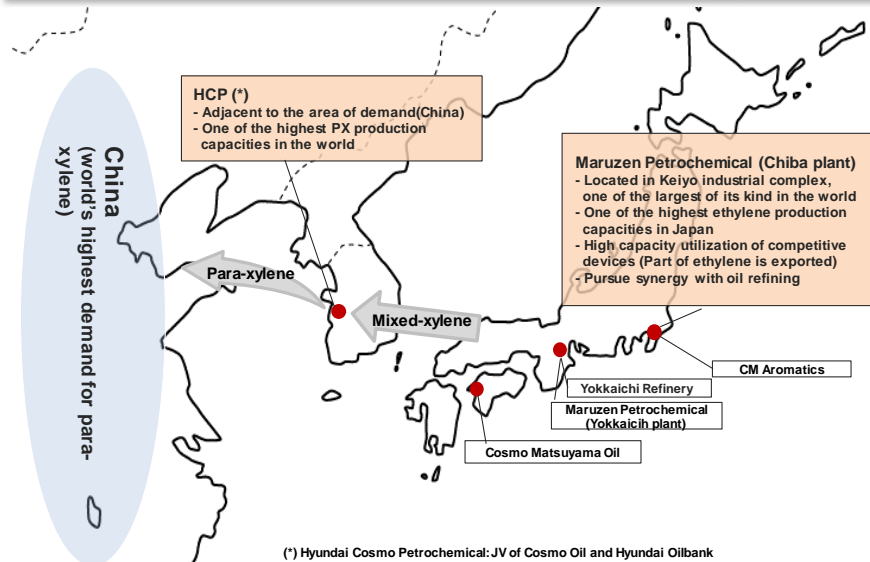 HCP (*)
- Adjacent to the area of demand(China)
- One of the highest PX production
capacities in the world
China
(world's highest demand for para-
xylene)
Maruzen Petrochemical (Chiba plant)
- Located in Keiyo industrial complex,
one of the largest of its kind in the world
- One of the highest ethylene production
capacities in Japan
- High capacity utilization of competitive
devices (Part of ethylene is exported)
- Pursue synergy with oil refining
Para-xylene
Mixed-xylene
CM Aromatics
Yokkaichi Refinery
Maruzen Petrochemical
(Yokkaicih plant)
Cosmo Matsuyama Oil
(*) Hyundai Cosmo Petrochemical: JV of Cosmo Oil and Hyundai Oilbank